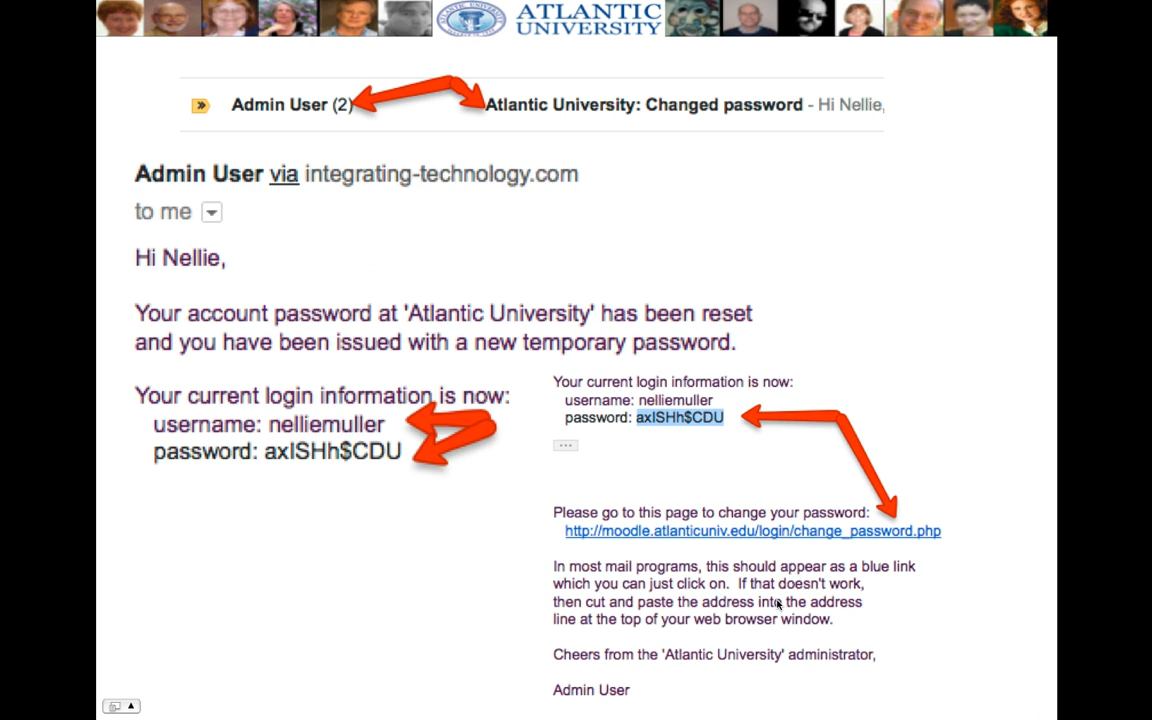 ATLANTIC
UNIVERSITY
Admin User (2) Atlantic University: Changed password - Hi Nellie,
Admin User via integrating-technology.com
to me
Hi Nellie,
Your account password at 'Atlantic University' has been reset
and you have been issued with a new temporary password.
Your current login information is now:
username: nelliemuller
password: axISHh$CDU
Your current login information is now:
username: nelliemuller
password: axISHh$CDU
Please go to this page to change your password:
http://moodle.atlanticuniv.edu/login/change_password.php
In most mail programs, this should appear as a blue link
which you can just click on. If that doesn't work,
then cut and paste the address into the address
line at the top of your web browser window.
Cheers from the 'Atlantic University' administrator,
Admin User